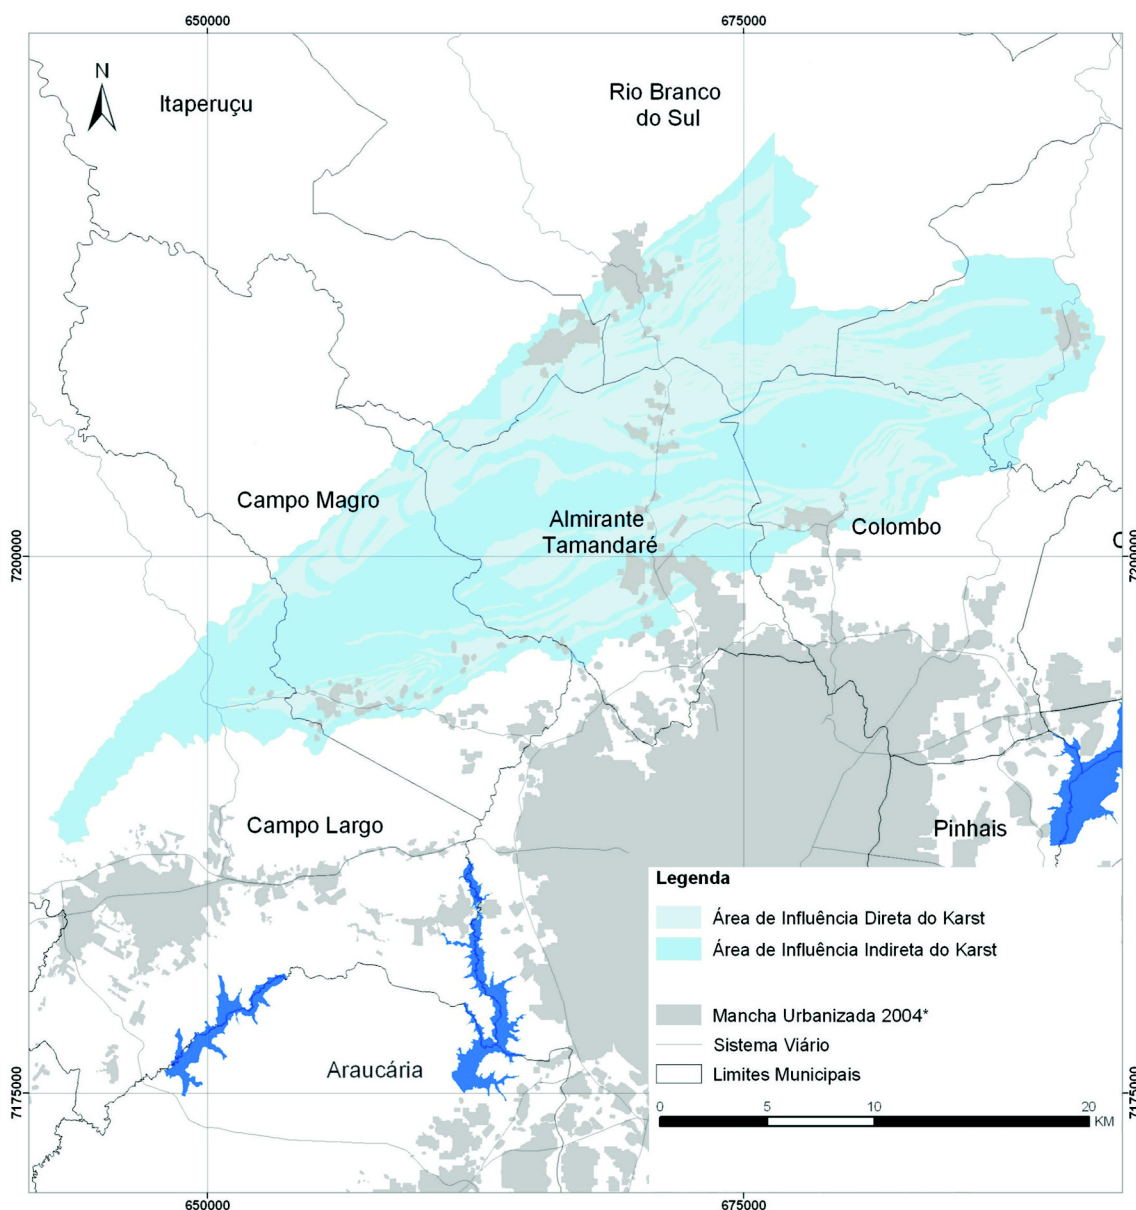 650000
675000
N
Itaperuçu
Rio Branco
do Sul
Campo Magro
Almirante
Tamandaré
Colombo
C
7200000
7200000
Campo Largo
Pinhais
Araucária
Legenda
Área de Influência Direta do Karst
Área de Influência Indireta do Karst
Mancha Urbanizada 2004*
Sistema Viário
Limites Municipais
0 5 10 20
KM
7175000
7175000
650000
675000